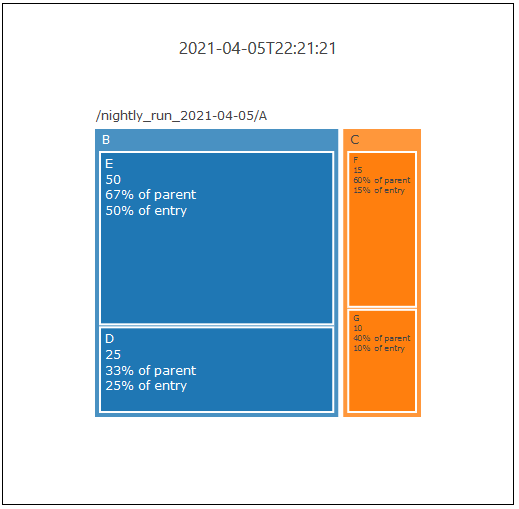 2021-04-05T22:21:21
/nightly_run_2021-04-05/A
B
E
50
67% of parent
50% of entry
D
25
33% of parent
25% of entry
C
F
15
60% of parent
15% of entry
G
10
40% of parent
10% of entry